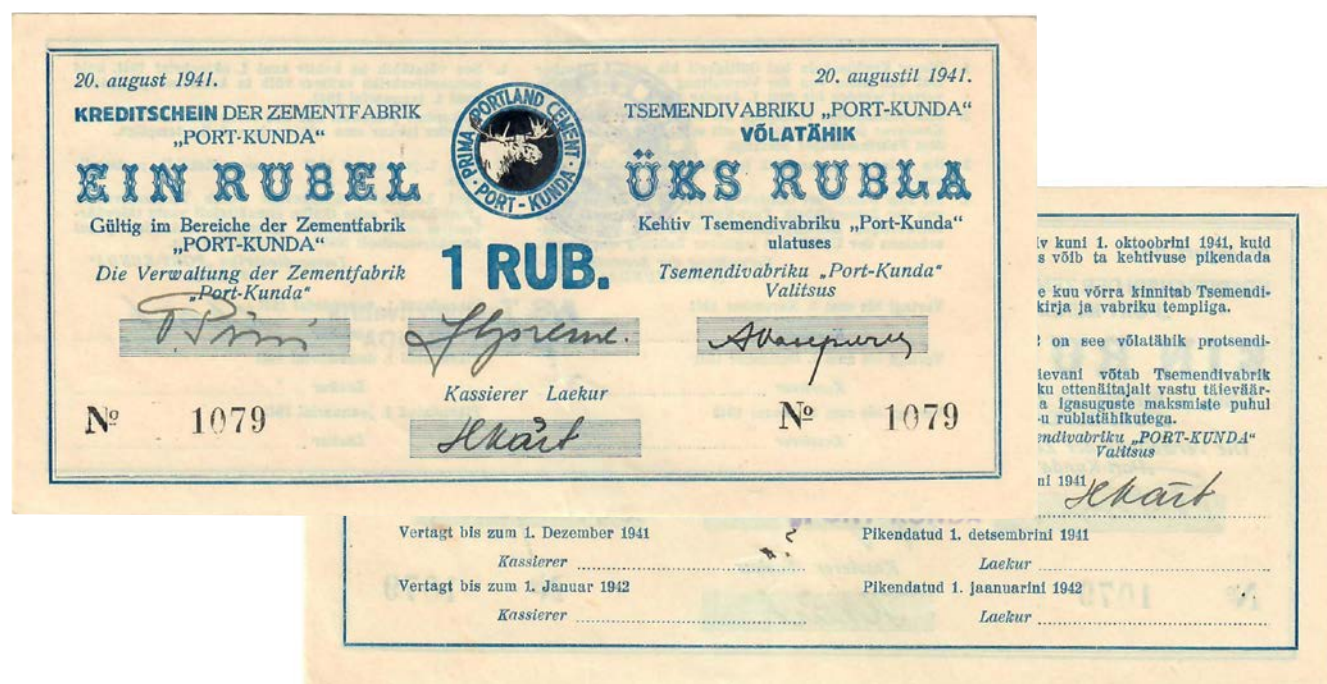 20. august 1941.
KREDITSCHEIN DER ZEMENTFABRIK
„PORT-KUNDA“
EIN RUBEL
Gültig im Bereiche der Zementfabrik
„PORT-KUNDA“
Die Verwaltung der Zementfabrik
„Port-Kunda“
PRIMA PORTLAND CEMENT
· PORT-KUNDA ·
1 RUB.
20. augustil 1941.
TSEMENDIVABRIKU „PORT-KUNDA“
VÕLATÄHIK
ÜKS RUBLA
Kehtiv Tsemendivabriku „Port-Kunda“
ulatuses
Tsemendivabriku „Port-Kunda“
Valitsus
Kassierer Laekur
№ 1079
№ 1079
kuni 1. oktoobrini 1941, kuid
võib ta kehtivuse pikendada
kuu võrra kinnitab Tsemendi-
ja vabriku templiga.
on see võlatähik protsendi-
võtab Tsemendivabrik
ettenäitajalt vastu täieväär-
igasuguste maksmiste puhul
rublatähikutega.
„PORT-KUNDA“
Valitsus
1941
Vertagt bis zum 1. Dezember 1941
Kassierer
Vertagt bis zum 1. Januar 1942
Kassierer
Pikendatud 1. detsembrini 1941
Laekur
Pikendatud 1. jaanuarini 1942
Laekur